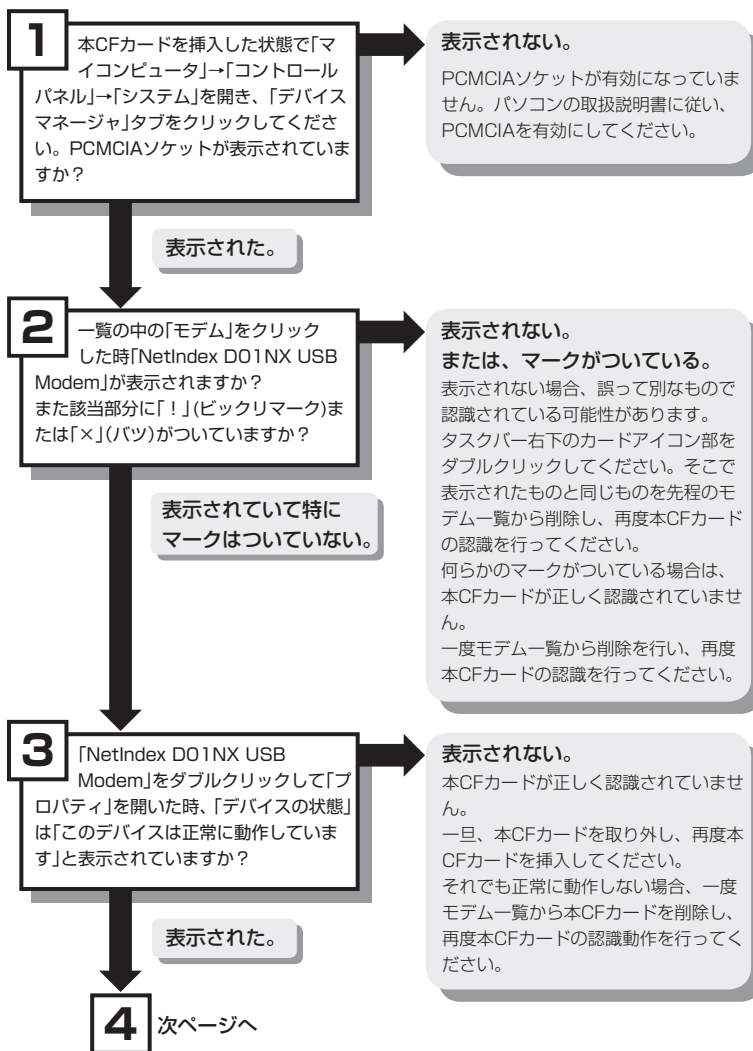 1
本CFカードを挿入した状態で「マ
イコンピュータ」→「コントロール
パネル」→「システム」を開き、「デバイス
マネージャ」タブをクリックしてくださ
い。PCMCIAソケットが表示されていま
すか？
表示されない。
PCMCIAソケットが有効になっていま
せん。パソコンの取扱説明書に従い、
PCMCIAを有効にしてください。
表示された。
2
一覧の中の「モデム」をクリック
した時「NetIndex D01NX USB
Modem」が表示されますか？
また該当部分に「！」(ビックリマーク)ま
たは「×」(バツ)がついていますか？
表示されない。
または、マークがついている。
表示されない場合、誤って別なもので
認識されている可能性があります。
タスクバー右下のカードアイコン部を
ダブルクリックしてください。そこで
表示されたものと同じものを先程のモ
デム一覧から削除し、再度本CFカード
の認識を行ってください。
何らかのマークがついている場合は、
本CFカードが正しく認識されていませ
ん。
一度モデム一覧から削除を行い、再度
本CFカードの認識を行ってください。
表示されていて特に
マークはついていない。
3
「NetIndex D01NX USB
Modem」をダブルクリックして「プ
ロパティ」を開いた時、「デバイスの状態」
は「このデバイスは正常に動作していま
す」と表示されていますか？
表示されない。
本CFカードが正しく認識されていませ
ん。
一旦、本CFカードを取り外し、再度本
CFカードを挿入してください。
それでも正常に動作しない場合、一度
モデム一覧から本CFカードを削除し、
再度本CFカードの認識動作を行ってく
ださい。
表示された。
4 次ページへ